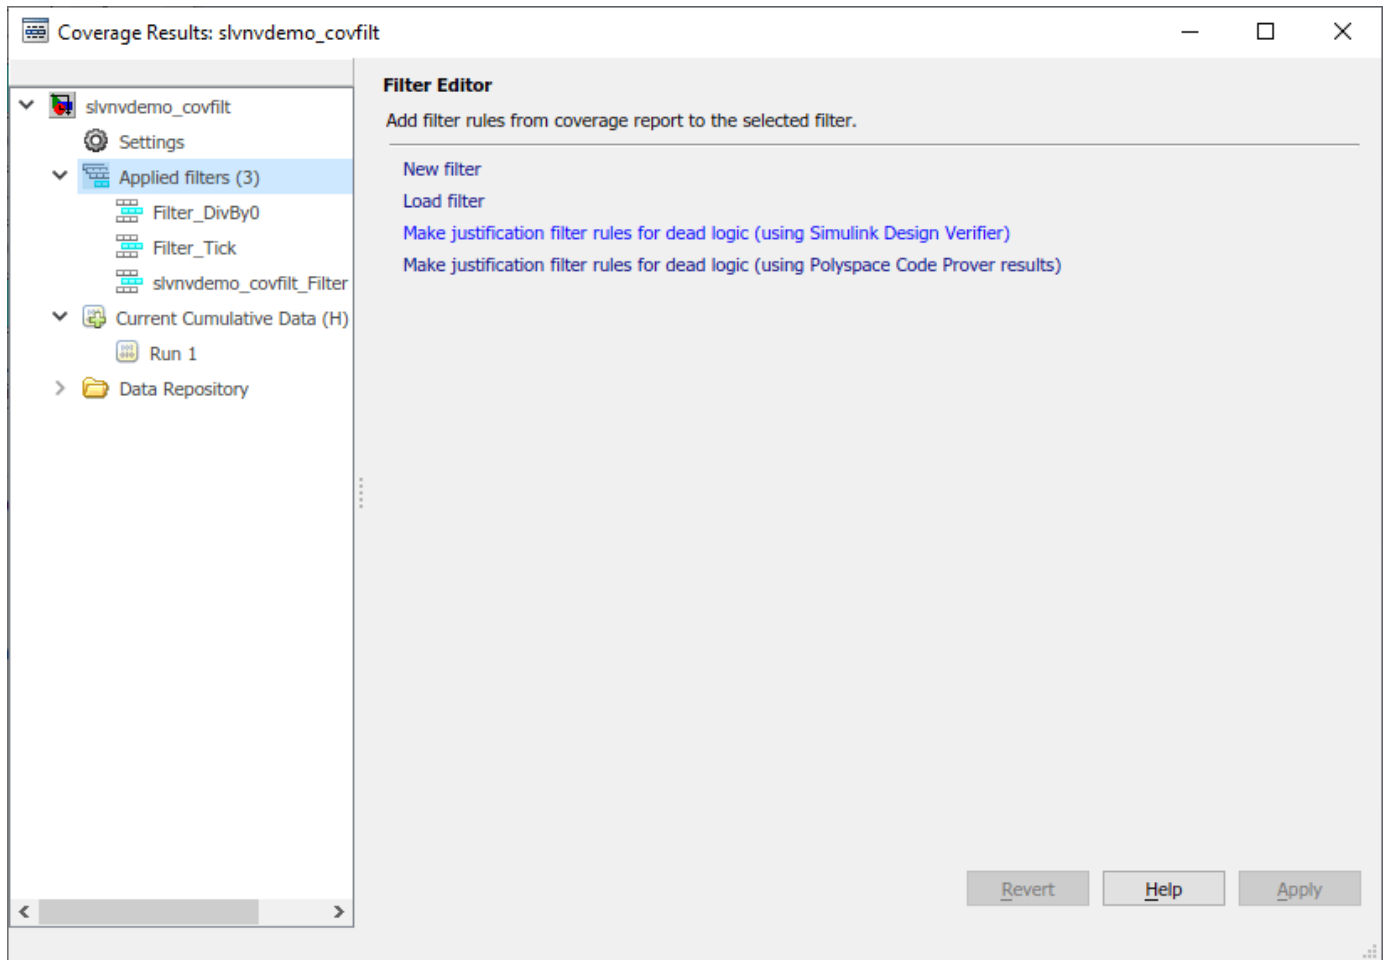 Coverage Results: slvnvdemo_covfilt
slvnvdemo_covfilt
Settings
Applied filters (3)
Filter_DivBy0
Filter_Tick
slvnvdemo_covfilt_Filter
Current Cumulative Data (H)
Run 1
Data Repository
Filter Editor
Add filter rules from coverage report to the selected filter.
New filter
Load filter
Make justification filter rules for dead logic (using Simulink Design Verifier)
Make justification filter rules for dead logic (using Polyspace Code Prover results)
Revert
Help
Apply